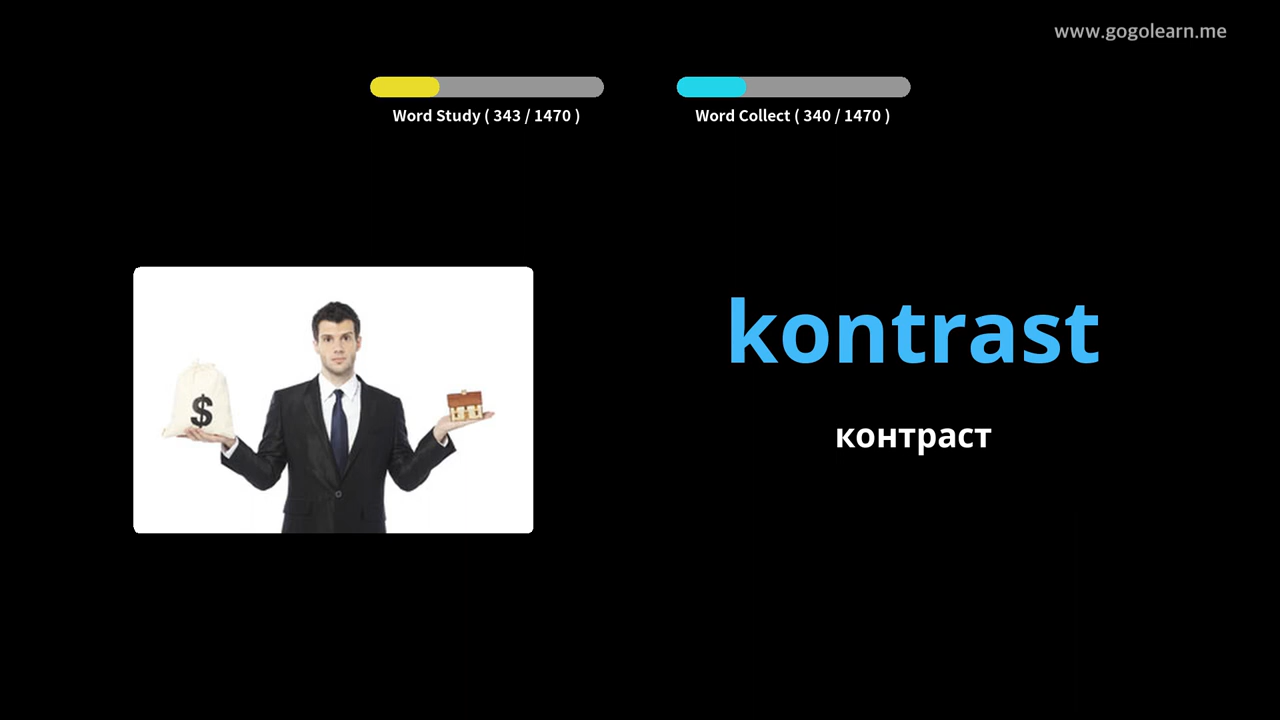 www.gogolearn.me
Word Study ( 343 / 1470 )
Word Collect ( 340 / 1470 )
$
kontrast
контраст